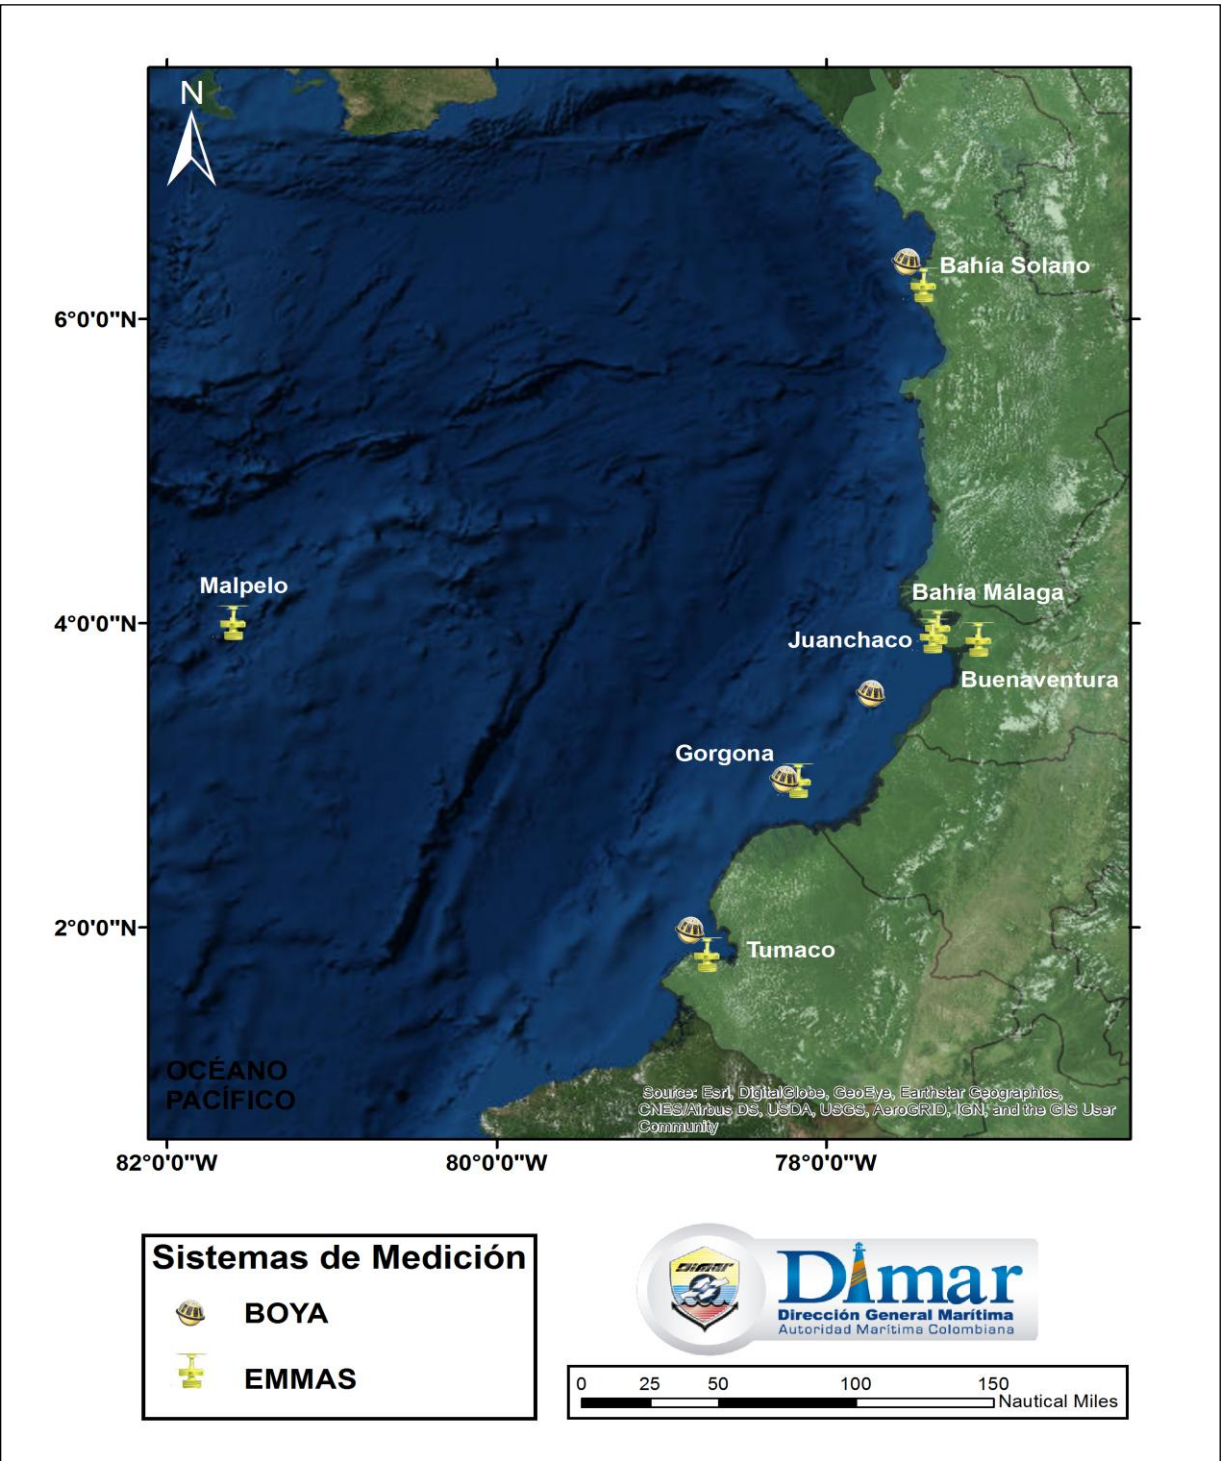 N
Bahía Solano
6°0'0"N
Malpelo
Bahía Málaga
4°0'0"N
Juanchaco
Buenaventura
Gorgona
2°0'0"N
Tumaco
OCÉANO
PACÍFICO
Source: Esri, DigitalGlobe, GeoEye, Earthstar Geographics,
CNES/Airbus DS, USDA, USGS, AeroGRID, IGN, and the GIS User
Community
82°0'0"W 80°0'0"W 78°0'0"W
Sistemas de Medición
BOYA
EMMAS
DIMAR
Dimar
Dirección General Marítima
Autoridad Marítima Colombiana
0 25 50 100 150
Nautical Miles